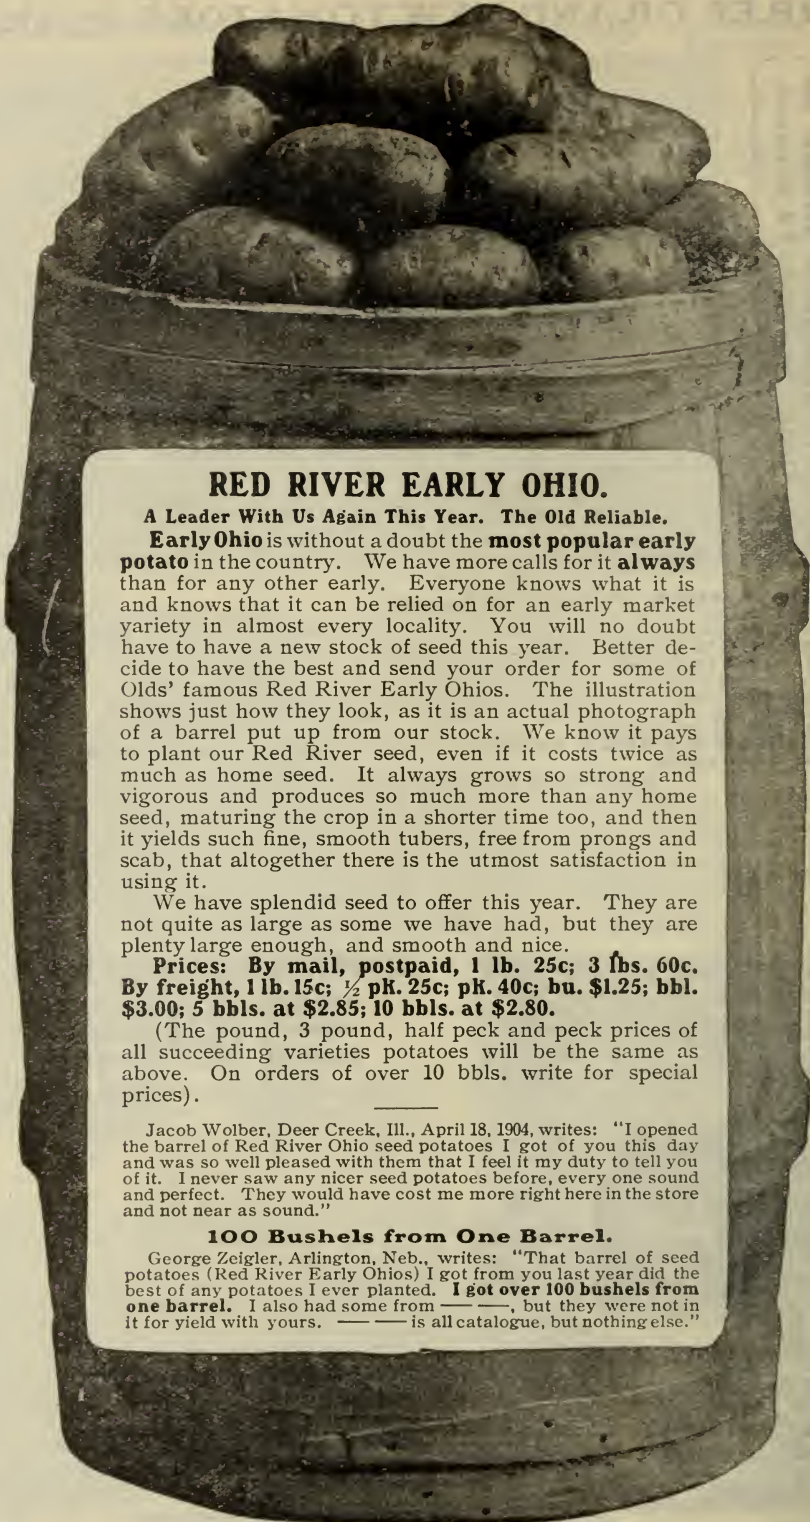 RED RIVER EARLY OHIO.
A Leader With Us Again This Year. The Old Reliable.
Early Ohio is without a doubt the most popular early
potato in the country. We have more calls for it always
than for any other early. Everyone knows what it is
and knows that it can be relied on for an early market
yariety in almost every locality. You will no doubt
have to have a new stock of seed this year. Better de-
cide to have the best and send your order for some of
Olds' famous Red River Early Ohios. The illustration
shows just how they look, as it is an actual photograph
of a barrel put up from our stock. We know it pays
to plant our Red River seed, even if it costs twice as
much as home seed. It always grows so strong and
vigorous and produces so much more than any home
seed, maturing the crop in a shorter time too, and then
it yields such fine, smooth tubers, free from prongs and
scab, that altogether there is the utmost satisfaction in
using it.
We have splendid seed to offer this year. They are
not quite as large as some we have had, but they are
plenty large enough, and smooth and nice.
Prices: By mail, postpaid, 1 lb. 25c; 3 lbs. 60c.
By freight, 1 lb. 15c; ½ pk. 25c; pk. 40c; bu. $1.25; bbl.
$3.00; 5 bbls. at $2.85; 10 bbls. at $2.80.
(The pound, 3 pound, half peck and peck prices of
all succeeding varieties potatoes will be the same as
above. On orders of over 10 bbls. write for special
prices).
Jacob Wolber, Deer Creek, Ill., April 18, 1904, writes: "I opened
the barrel of Red River Ohio seed potatoes I got of you this day
and was so well pleased with them that I feel it my duty to tell you
of it. I never saw any nicer seed potatoes before, every one sound
and perfect. They would have cost me more right here in the store
and not near as sound."
100 Bushels from One Barrel.
George Zeigler, Arlington, Neb., writes: "That barrel of seed
potatoes (Red River Early Ohios) I got from you last year did the
best of any potatoes I ever planted. I got over 100 bushels from
one barrel. I also had some from — —, but they were not in
it for yield with yours. — — is all catalogue, but nothing else."